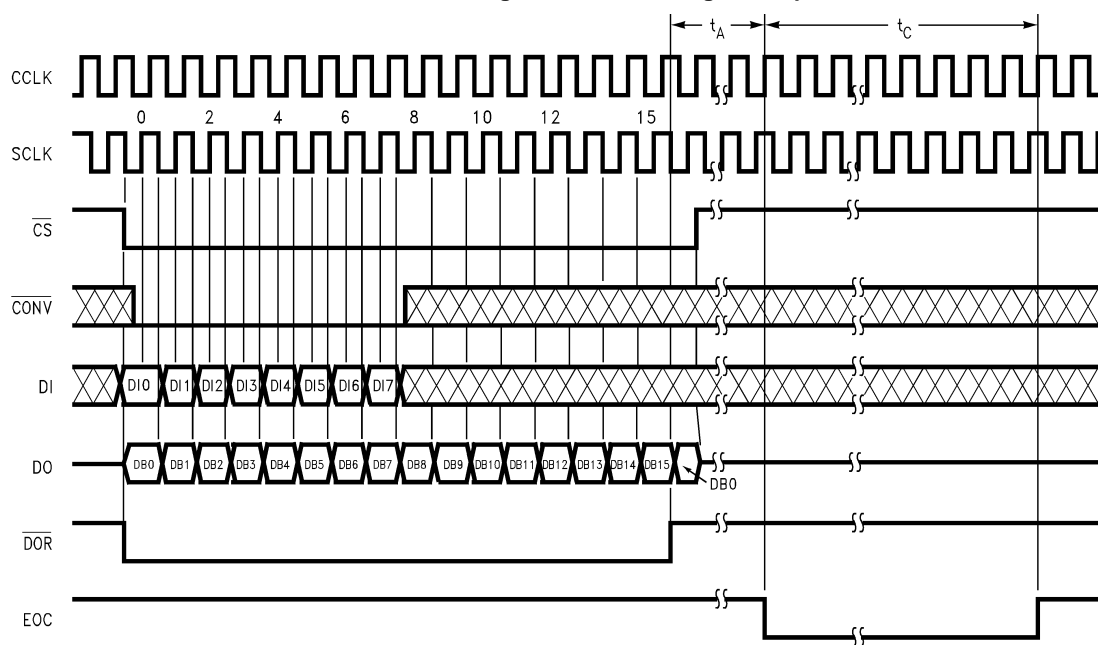 tA tC
CCLK
0 2 4 6 8 10 12 15
SCLK
CS
CONV
DI DI0 DI1 DI2 DI3 DI4 DI5 DI6 DI7
DO DB0 DB1 DB2 DB3 DB4 DB5 DB6 DB7 DB8 DB9 DB10 DB11 DB12 DB13 DB14 DB15
DB0
DOR
EOC